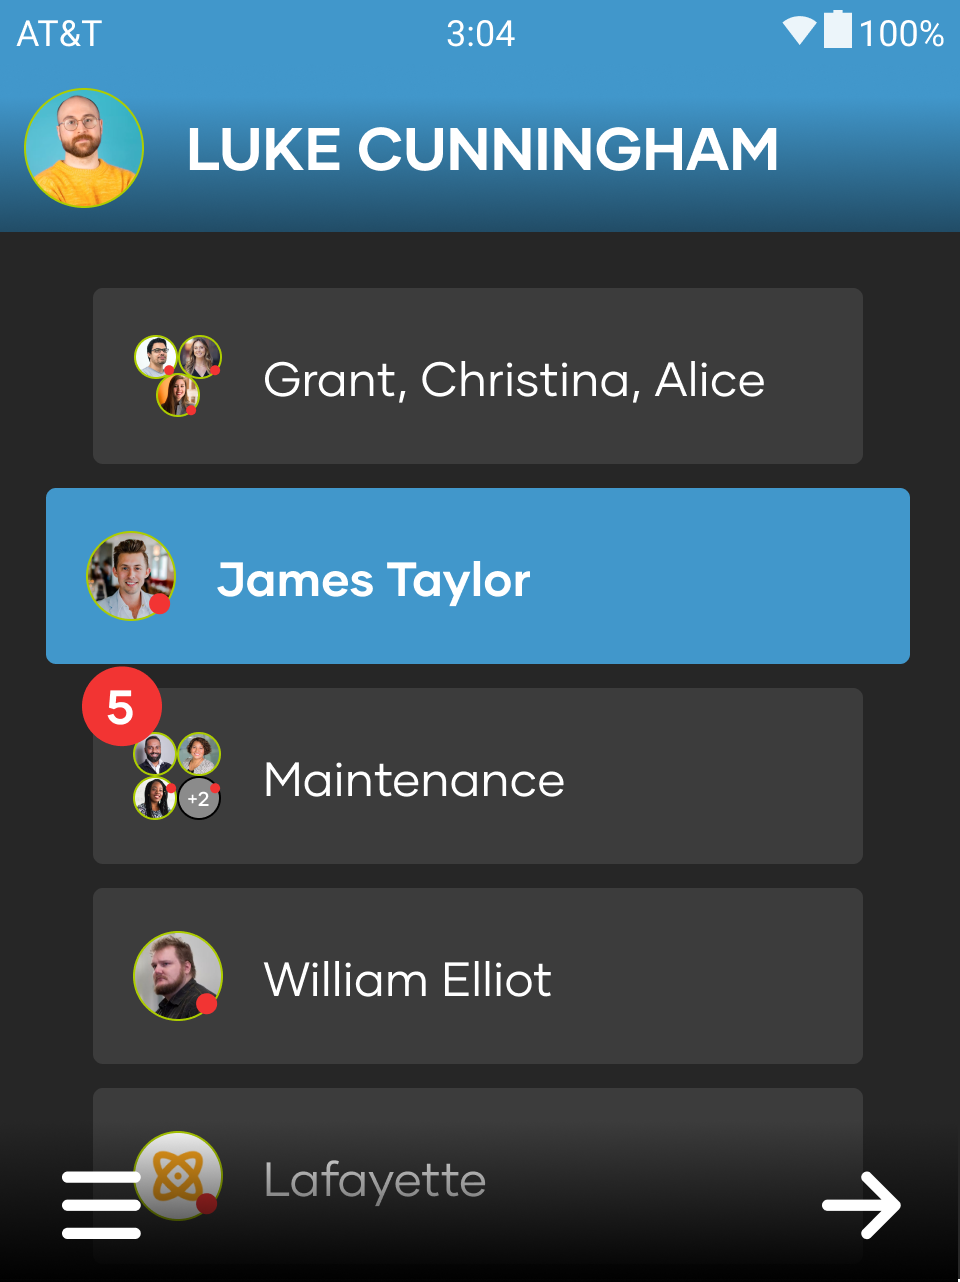 AT&T 3:04 100%
LUKE CUNNINGHAM
Grant, Christina, Alice
James Taylor
5
+2
Maintenance
William Elliot
Lafayette